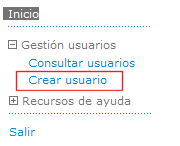 Inicio
Gestión usuarios
Consultar usuarios
Crear usuario
Recursos de ayuda
Salir